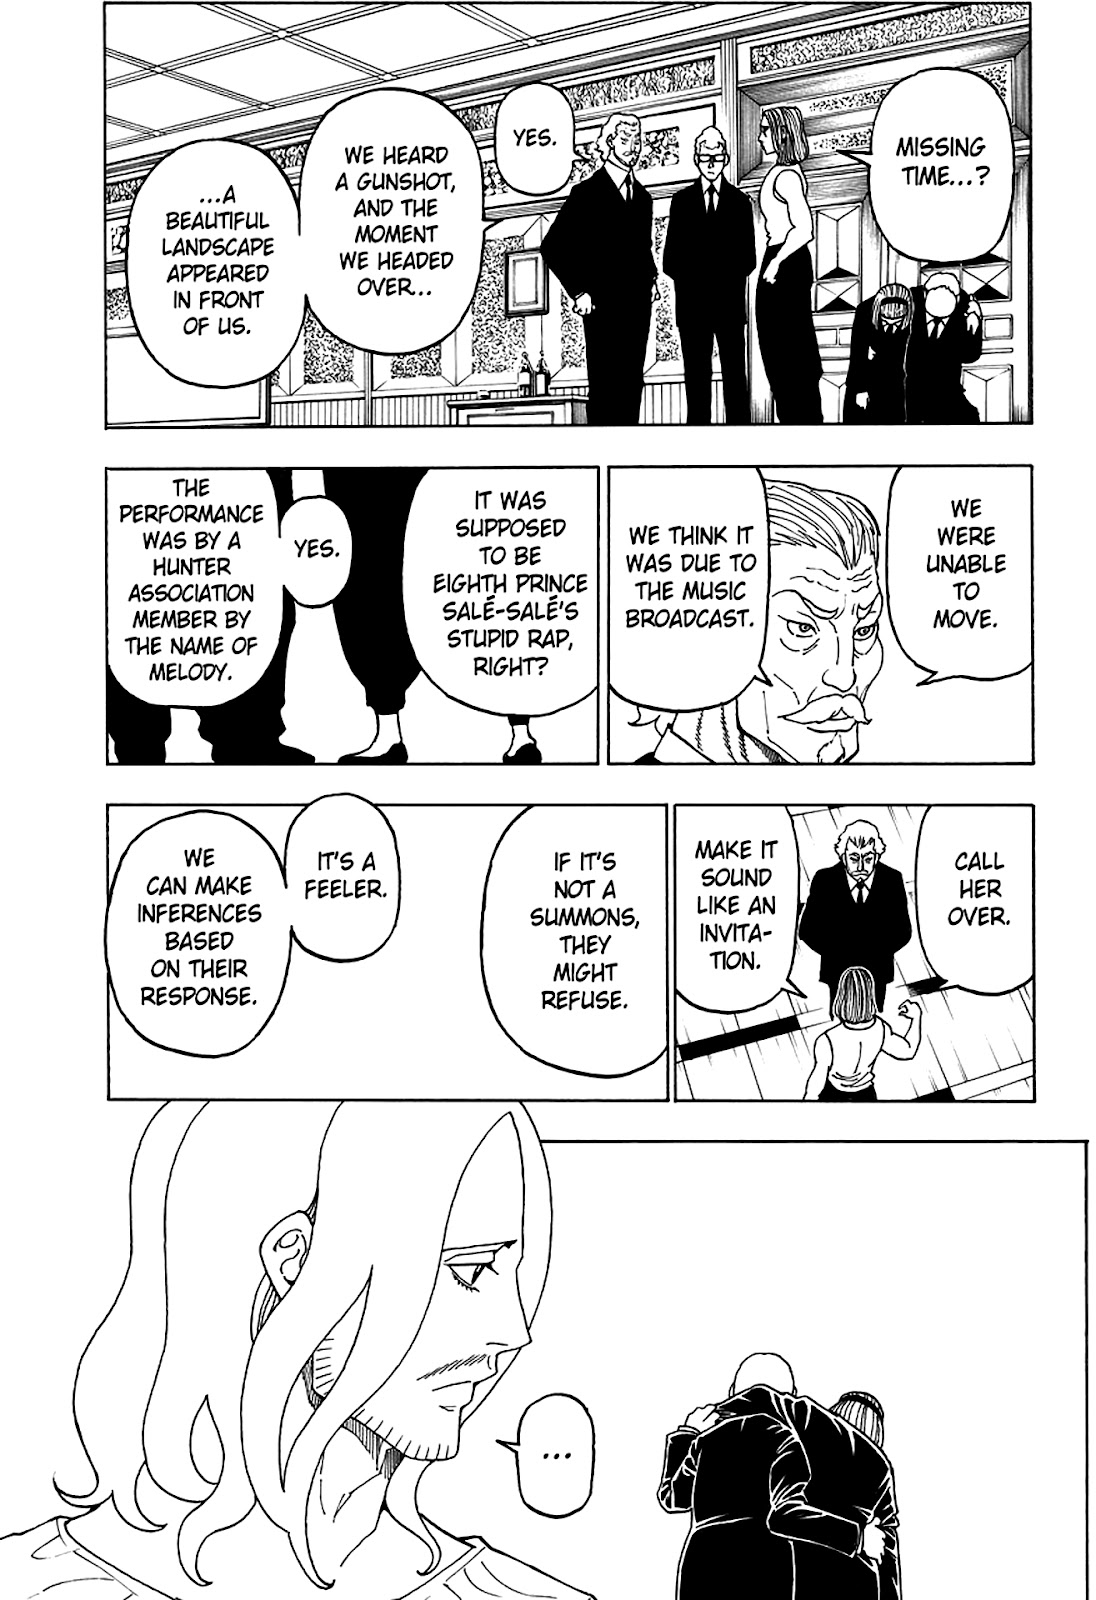 MISSING
TIME...?
YES.
WE HEARD
A GUNSHOT,
AND THE
MOMENT
WE HEADED
OVER...
...A
BEAUTIFUL
LANDSCAPE
APPEARED
IN FRONT
OF US.
WE
WERE
UNABLE
TO
MOVE.
WE THINK IT
WAS DUE TO
THE MUSIC
BROADCAST.
IT WAS
SUPPOSED
TO BE
EIGHTH PRINCE
SALÉ-SALÉ'S
STUPID RAP,
RIGHT?
YES.
THE
PERFORMANCE
WAS BY A
HUNTER
ASSOCIATION
MEMBER BY
THE NAME OF
MELODY.
CALL
HER
OVER.
MAKE IT
SOUND
LIKE AN
INVITA-
TION.
IF IT'S
NOT A
SUMMONS,
THEY
MIGHT
REFUSE.
IT'S A
FEELER.
WE
CAN MAKE
INFERENCES
BASED
ON THEIR
RESPONSE.
...